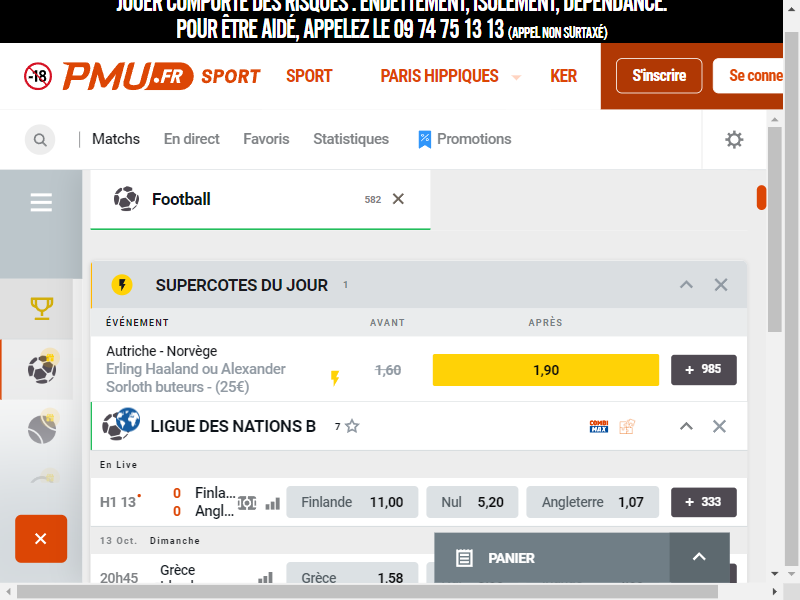 JOUER COMPORTE DES RISQUES : ENDETTEMENT, ISOLEMENT, DÉPENDANCE.
POUR ÊTRE AIDÉ, APPELEZ LE 09 74 75 13 13 (APPEL NON SURTAXÉ)
-18 PMU.FR SPORT SPORT PARIS HIPPIQUES KER S'inscrire Se conne
Matchs En direct Favoris Statistiques Promotions
Football 582
SUPERCOTES DU JOUR 1
ÉVÉNEMENT AVANT APRÈS
Autriche - Norvège
Erling Haaland ou Alexander
Sorloth buteurs - (25€)
1,60 1,90 + 985
LIGUE DES NATIONS B 7 COMBI MAX
En Live
H1 13 0 Finla... Finlande 11,00 Nul 5,20 Angleterre 1,07 + 333
0 Angl...
13 Oct. Dimanche
PANIER
20h45 Grèce Grèce 1,58